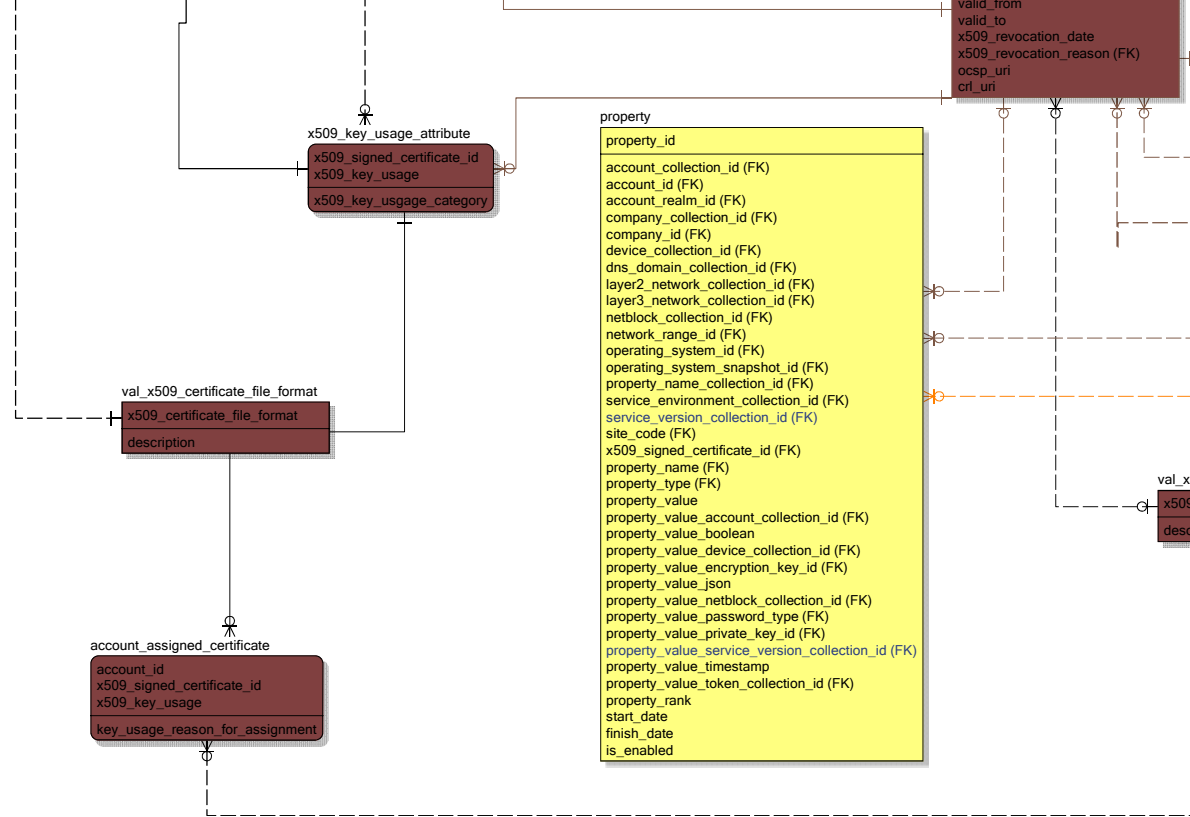 valid_from
valid_to
x509_revocation_date
x509_revocation_reason (FK)
ocsp_uri
crl_uri
x509_key_usage_attribute
x509_signed_certificate_id
x509_key_usage
x509_key_usgage_category
property
property_id
account_collection_id (FK)
account_id (FK)
account_realm_id (FK)
company_collection_id (FK)
company_id (FK)
device_collection_id (FK)
dns_domain_collection_id (FK)
layer2_network_collection_id (FK)
layer3_network_collection_id (FK)
netblock_collection_id (FK)
network_range_id (FK)
operating_system_id (FK)
operating_system_snapshot_id (FK)
property_name_collection_id (FK)
service_environment_collection_id (FK)
service_version_collection_id (FK)
site_code (FK)
x509_signed_certificate_id (FK)
property_name (FK)
property_type (FK)
property_value
property_value_account_collection_id (FK)
property_value_boolean
property_value_device_collection_id (FK)
property_value_encryption_key_id (FK)
property_value_json
property_value_netblock_collection_id (FK)
property_value_password_type (FK)
property_value_private_key_id (FK)
property_value_service_version_collection_id (FK)
property_value_timestamp
property_value_token_collection_id (FK)
property_rank
start_date
finish_date
is_enabled
val_x509_certificate_file_format
x509_certificate_file_format
description
val_x
x509
desc
account_assigned_certificate
account_id
x509_signed_certificate_id
x509_key_usage
key_usage_reason_for_assignment